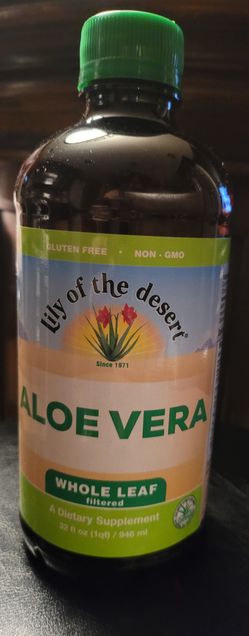 GLUTEN FREE • NON - GMO
lily of the desert®
Since 1971
ALOE VERA
WHOLE LEAF
filtered
A Dietary Supplement
32 fl oz (1qt) / 946 ml